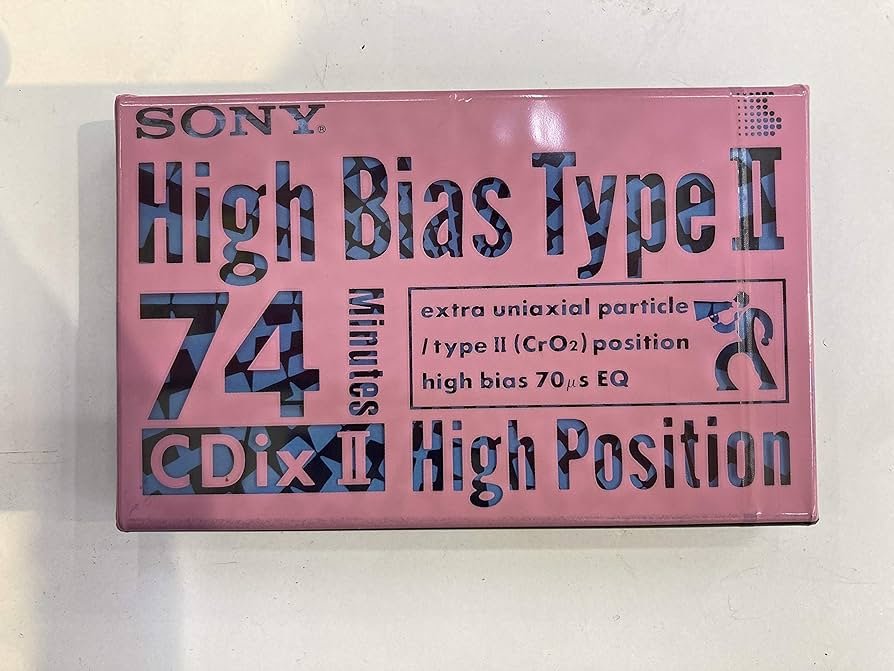 SONY®
High Bias Type II
74 Minutes
extra uniaxial particle
/type II (CrO₂) position
high bias 70μs EQ
CDix II
High Position